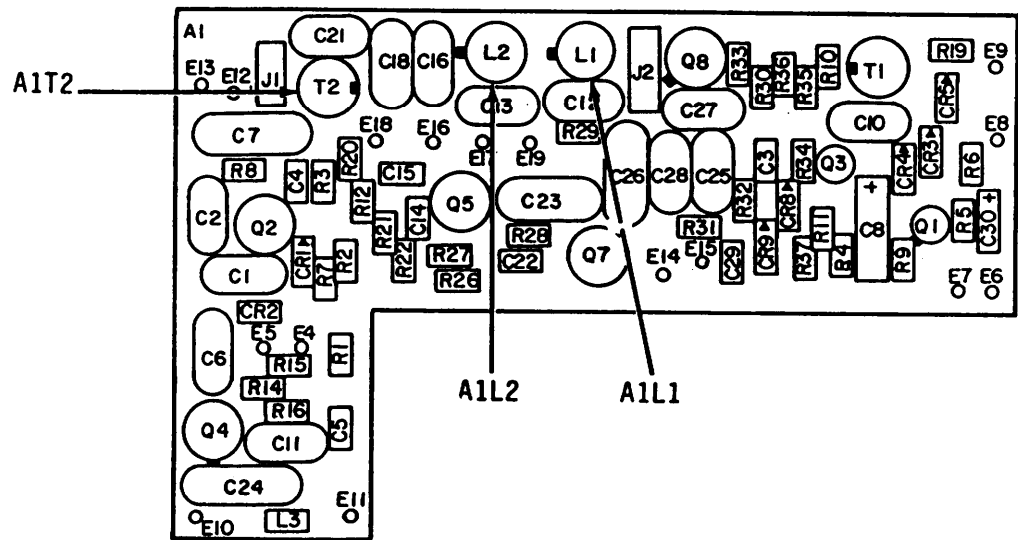 A1
C21
L2
L1
Q8
R33
R30
R36
R35
R10
T1
R19
E9
E13
E12
J1
T2
C18
C16
J2
CR5
A1T2
C13
C12
C27
C10
E8
C7
E18
E16
E17
E19
R29
R8
C4
R3
R20
C15
C26
C28
C25
C3
R34
Q3
CR4
CR3
R6
C2
Q2
R12
R21
C14
Q5
C23
R32
CR8
R11
C8
+
Q1
R5
C30 +
CR1
R7
R2
R22
R27
R28
R31
C1
R26
C22
Q7
E14
E15
C29
CR9
R37
R4
R9
E7
E6
CR2
C6
E5
E4
R15
R1
R14
A1L2
A1L1
Q4
R16
C11
C5
C24
E10
L3
E11